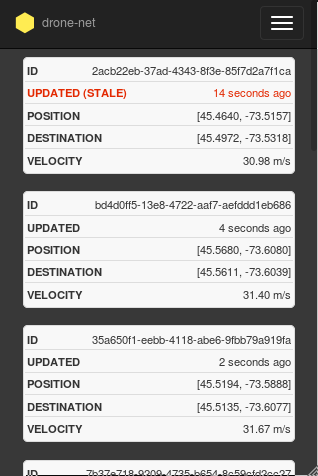 drone-net
ID 2acb22eb-37ad-4343-8f3e-85f7d2a7f1ca
UPDATED (STALE) 14 seconds ago
POSITION [45.4640, -73.5157]
DESTINATION [45.4972, -73.5318]
VELOCITY 30.98 m/s
ID bd4d0ff5-13e8-4722-aaf7-aefddd1eb686
UPDATED 4 seconds ago
POSITION [45.5680, -73.6080]
DESTINATION [45.5611, -73.6039]
VELOCITY 31.40 m/s
ID 35a650f1-eebb-4118-abe6-9fbb79a919fa
UPDATED 2 seconds ago
POSITION [45.5194, -73.5888]
DESTINATION [45.5135, -73.6077]
VELOCITY 31.67 m/s
ID